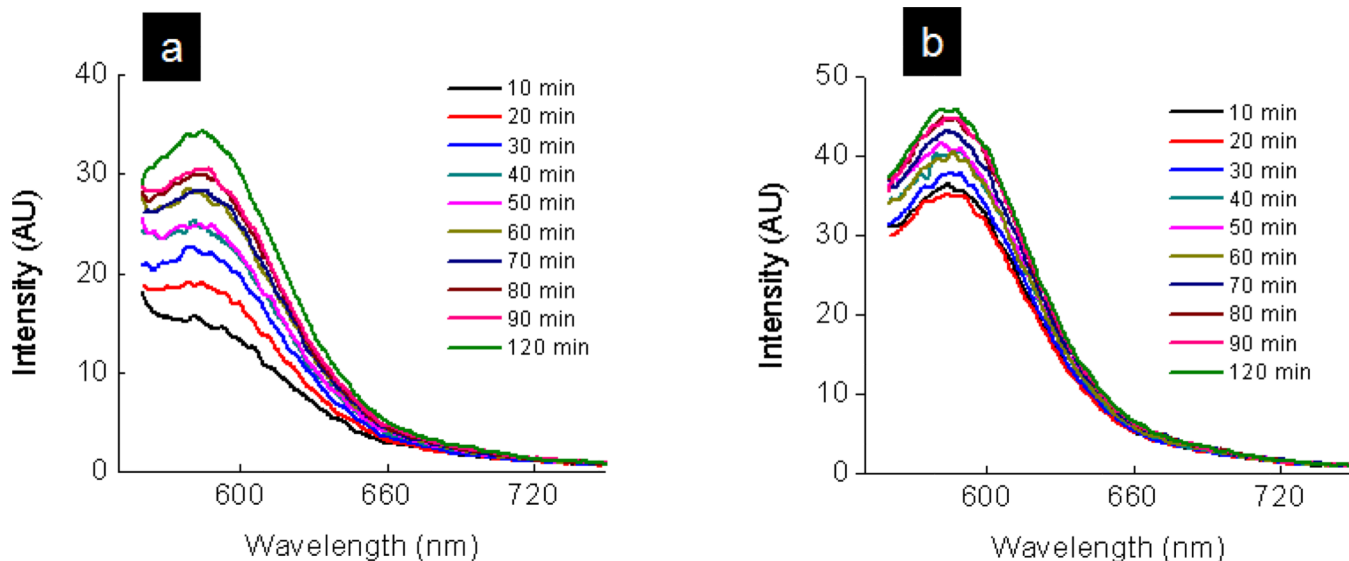 a
Intensity (AU)
40
30
20
10
0
600 660 720
Wavelength (nm)
10 min
20 min
30 min
40 min
50 min
60 min
70 min
80 min
90 min
120 min
b
Intensity (AU)
50
40
30
20
10
0
600 660 720
Wavelength (nm)
10 min
20 min
30 min
40 min
50 min
60 min
70 min
80 min
90 min
120 min